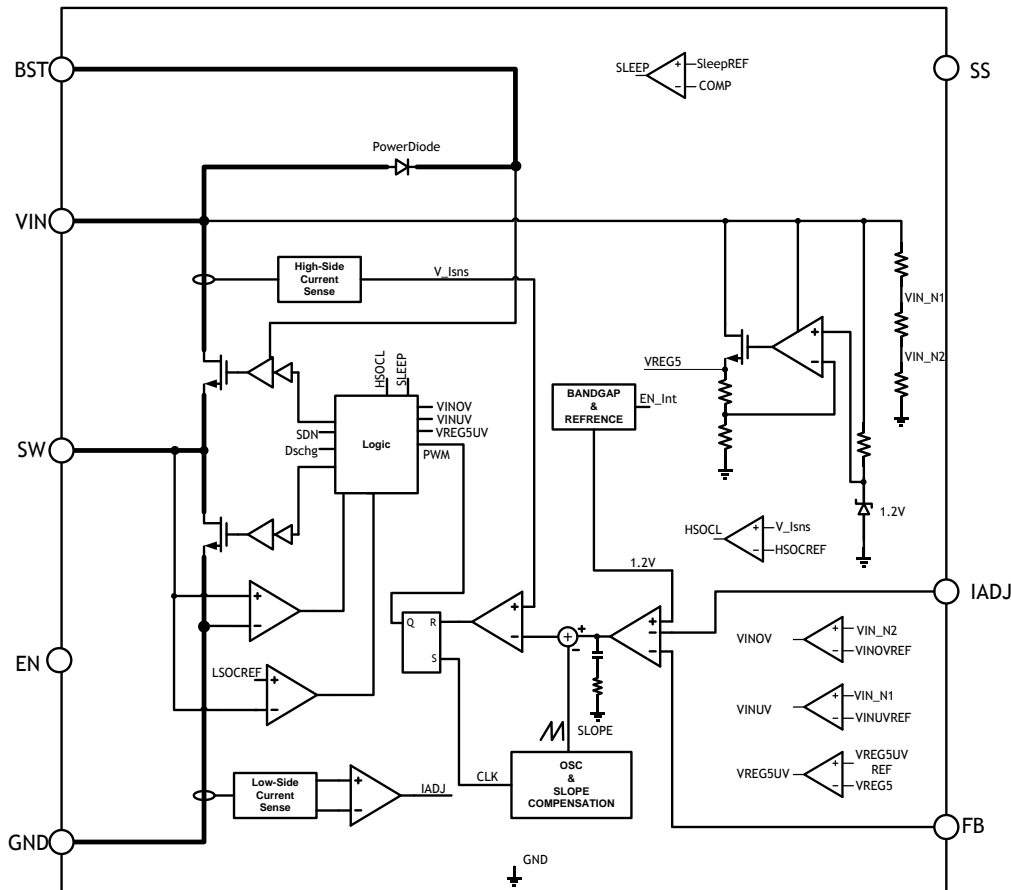 BST
SS
SLEEP
+
SleepREF
−
COMP
PowerDiode
VIN
High-Side
Current
Sense
V_Isns
VIN_N1
VIN_N2
+
−
VREG5
HSOCL
SLEEP
BANDGAP
&
REFRENCE
EN_Int
VINOV
VINUV
VREG5UV
SDN
Dschg
Logic
PWM
SW
1.2V
HSOCL
+
V_Isns
−
HSOCREF
1.2V
IADJ
+
−
Q
R
S
+
−
+
−
+
+
−
−
VINOV
+
VIN_N2
−
VINOVREF
EN
LSOCREF
+
−
VINUV
+
VIN_N1
−
VINUVREF
SLOPE
VREG5UV
+
VREG5UV
REF
−
VREG5
Low-Side
Current
Sense
+
−
IADJ
CLK
OSC
&
SLOPE
COMPENSATION
GND
FB
GND